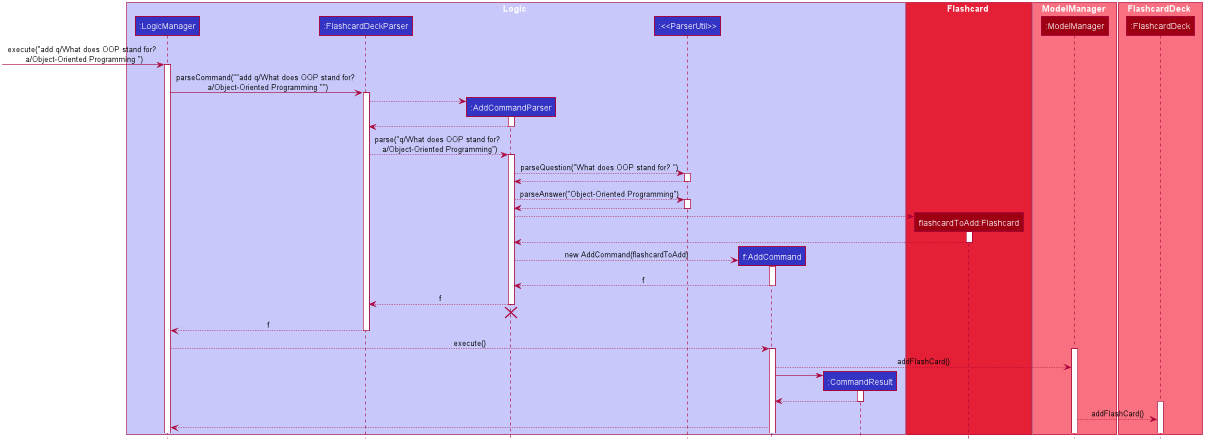 Logic
Flashcard
ModelManager
FlashcardDeck
:LogicManager
:FlashcardDeckParser
:<<ParserUtil>>
:ModelManager
:FlashcardDeck
execute("add q/What does OOP stand for?
a/Object-Oriented Programming ")
parseCommand(""add q/What does OOP stand for?
a/Object-Oriented Programming "")
:AddCommandParser
parse("q/What does OOP stand for?
a/Object-Oriented Programming")
parseQuestion("What does OOP stand for? ")
parseAnswer("Object-Oriented Programming")
flashcardToAdd:Flashcard
new AddCommand(flashcardToAdd)
f:AddCommand
f
f
f
execute()
addFlashCard()
:CommandResult
addFlashCard()